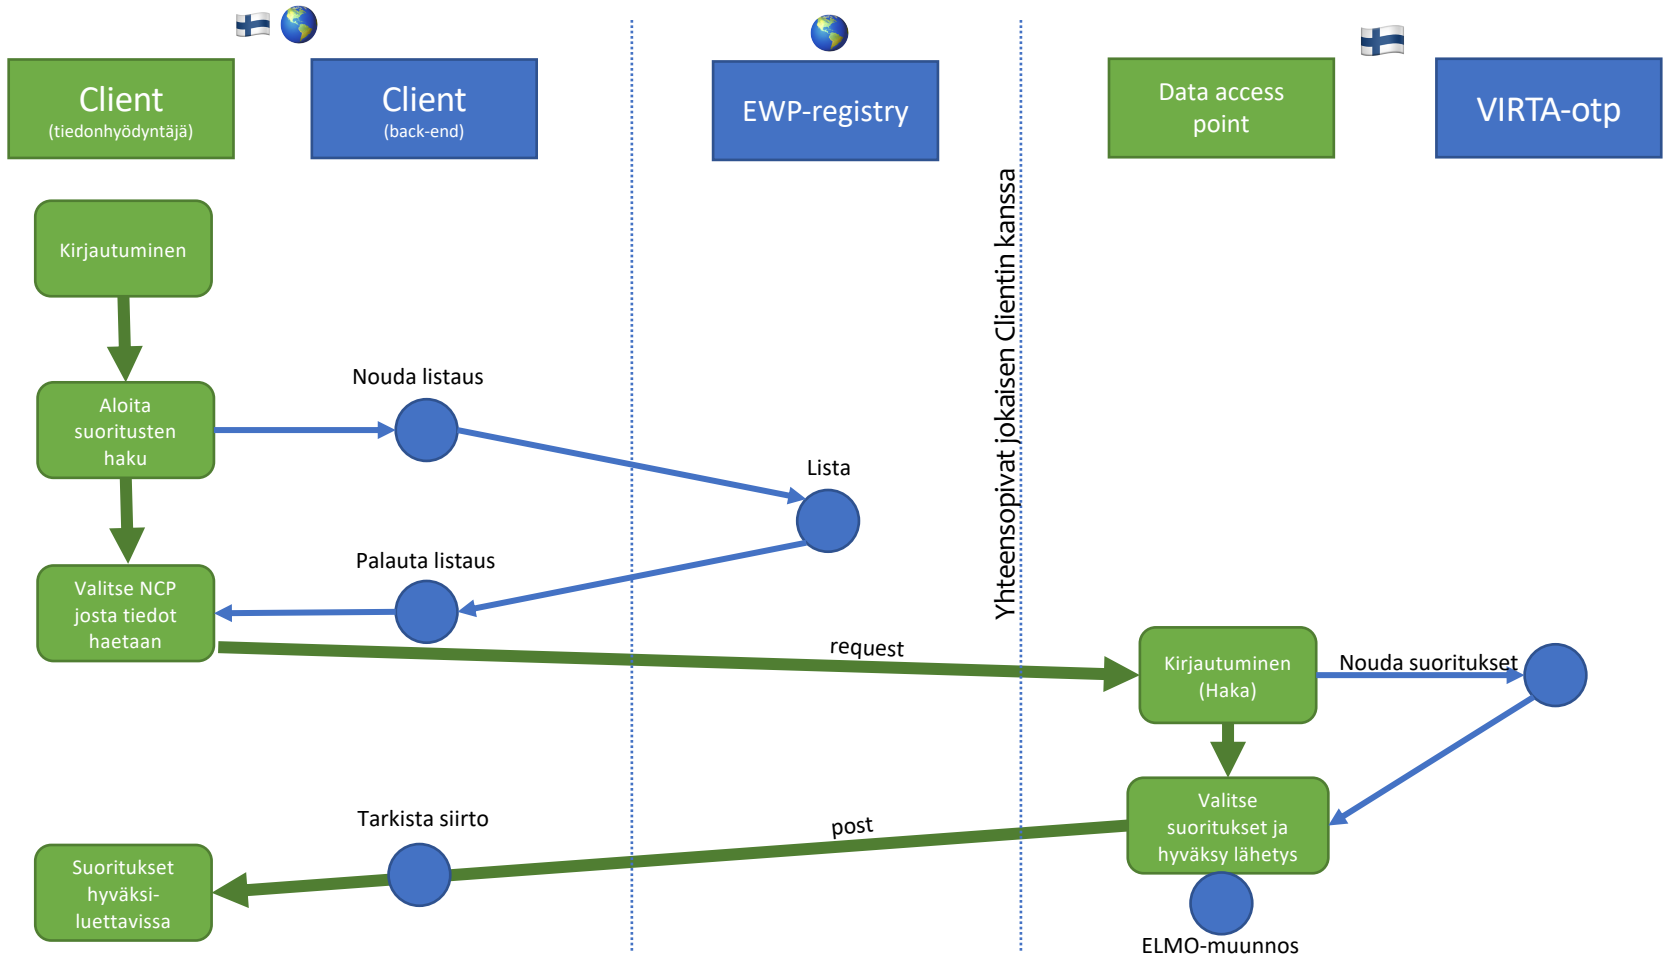 Client
(tiedonhyödyntäjä)
Client
(back-end)
EWP-registry
Data access
point
VIRTA-otp
Yhteensopivat jokaisen Clientin kanssa
Kirjautuminen
Aloita
suoritusten
haku
Nouda listaus
Lista
Palauta listaus
Valitse NCP
josta tiedot
haetaan
request
Kirjautuminen
(Haka)
Nouda suoritukset
Valitse
suoritukset ja
hyväksy lähetys
post
Tarkista siirto
Suoritukset
hyväksi-
luettavissa
ELMO-muunnos